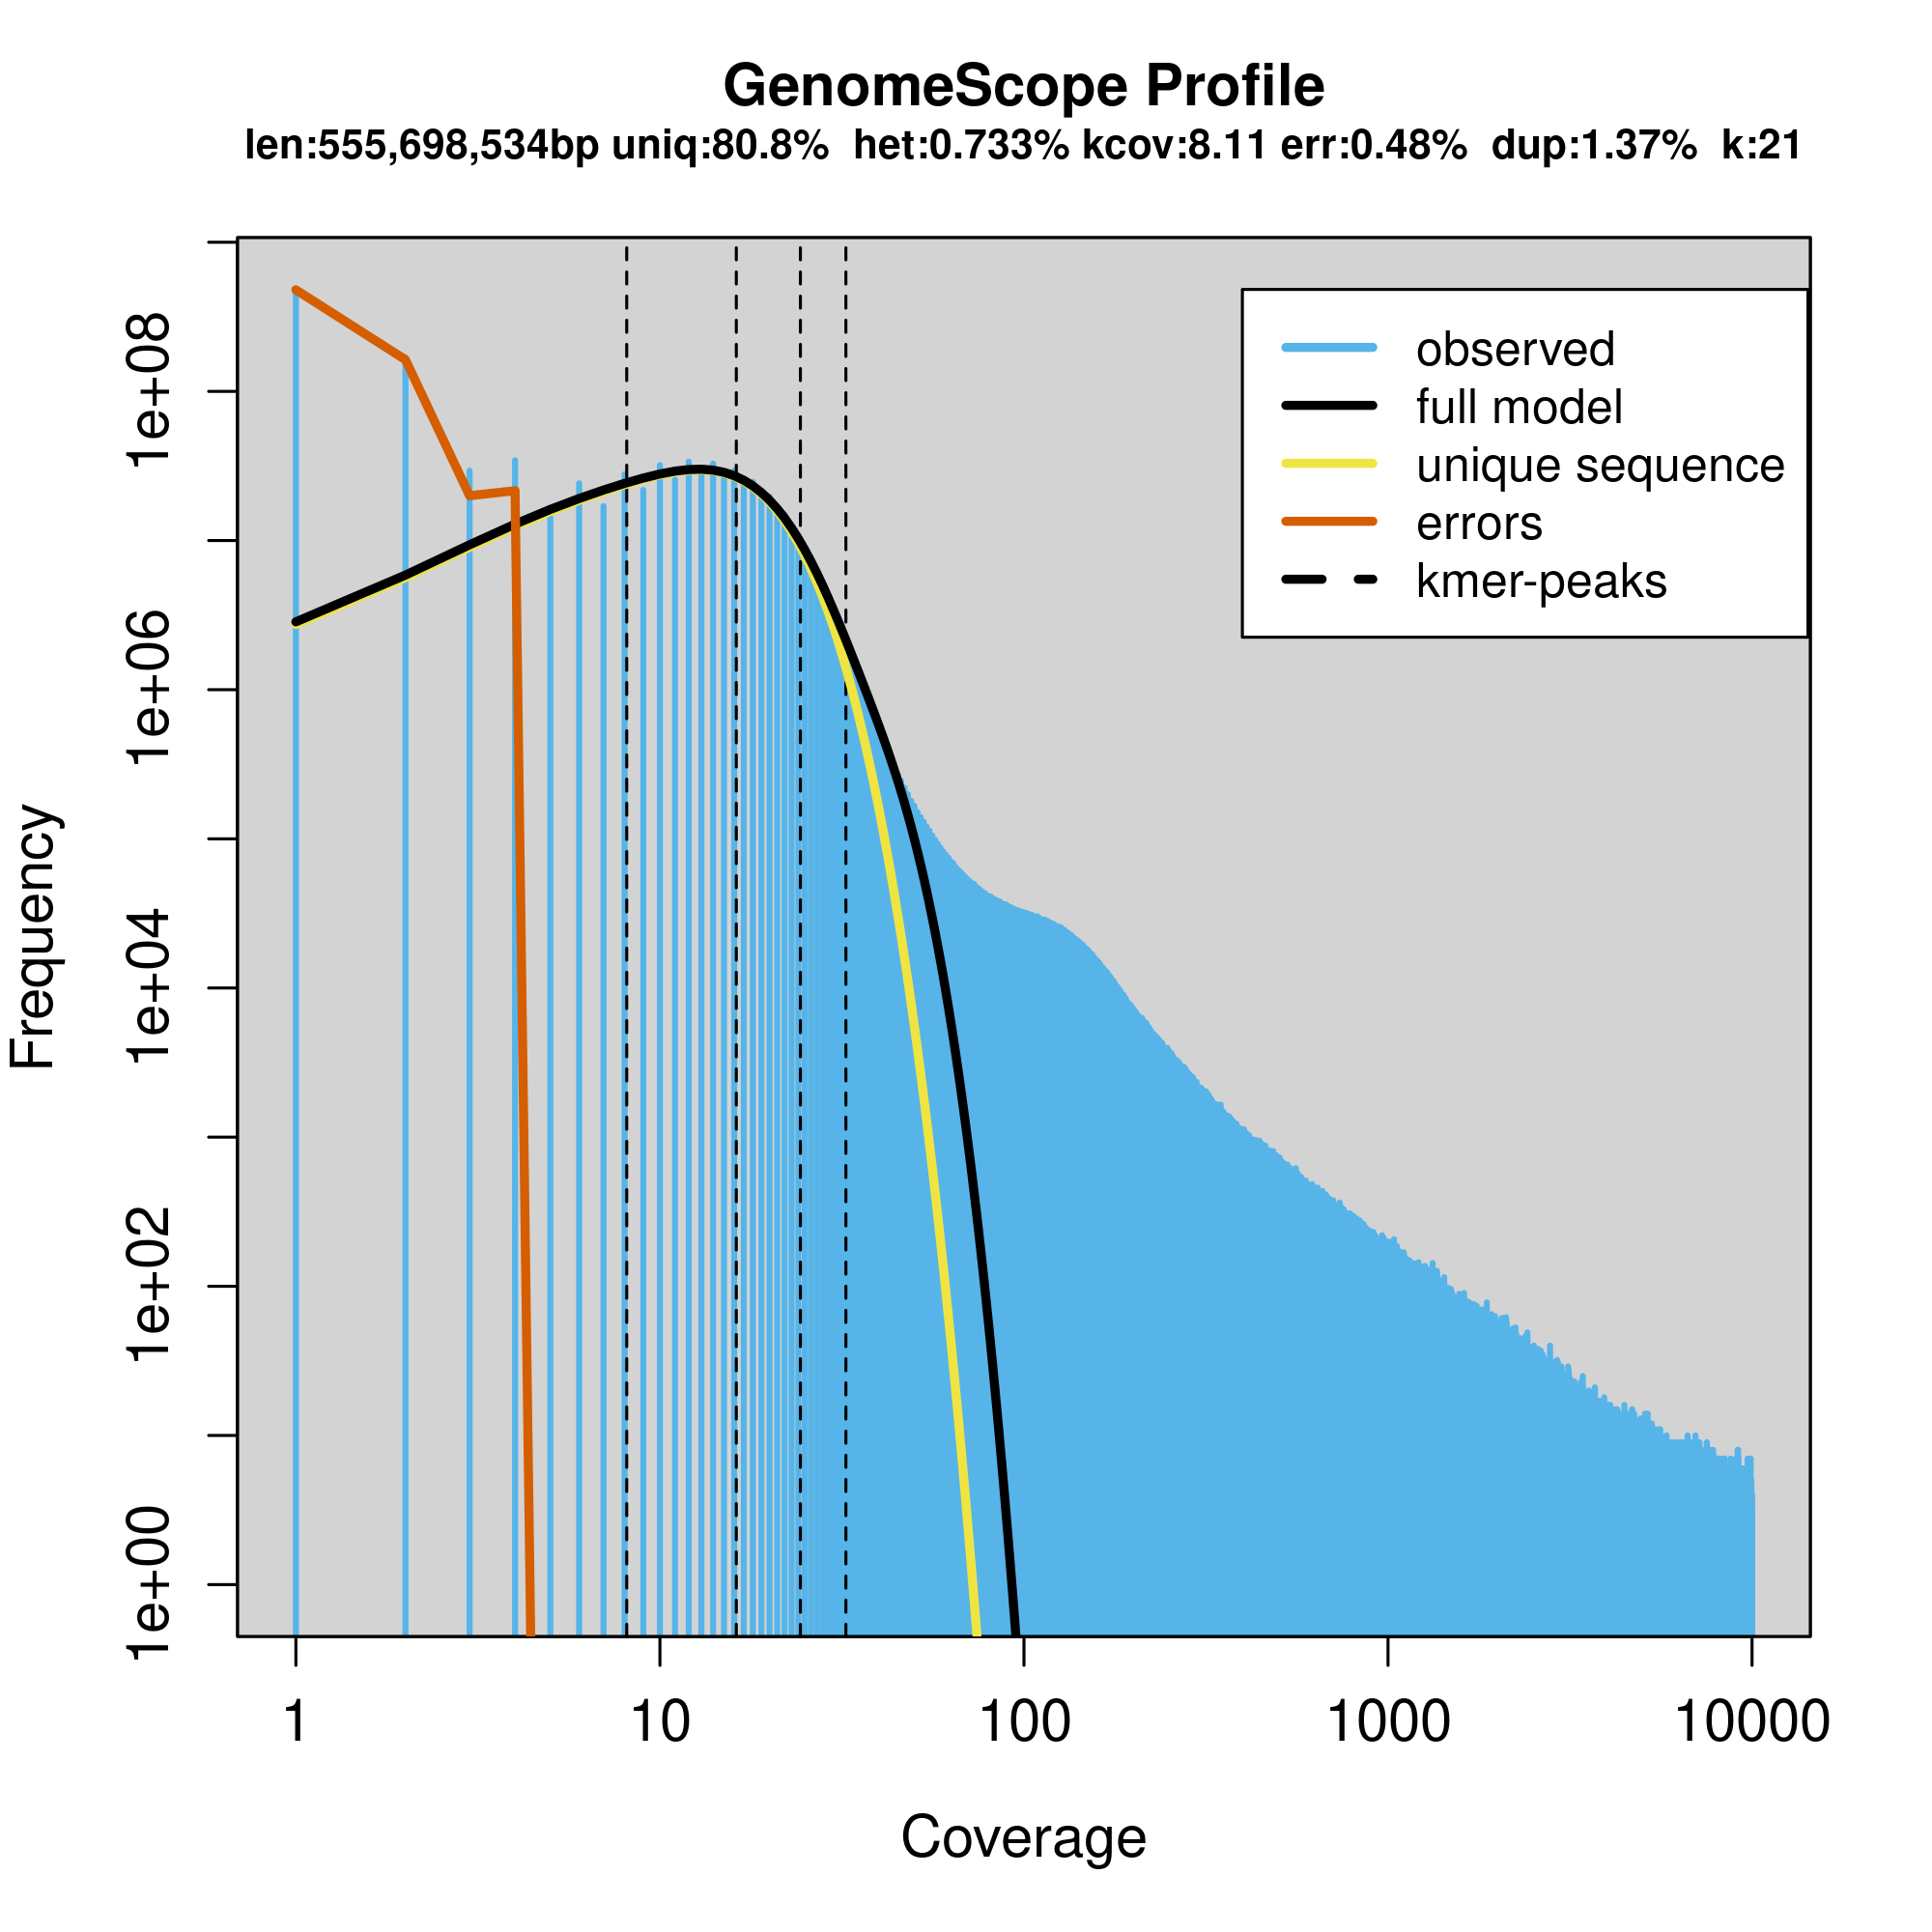 GenomeScope Profile
len:555,698,534bp uniq:80.8% het:0.733% kcov:8.11 err:0.48% dup:1.37% k:21
observed
full model
unique sequence
errors
kmer-peaks
Frequency
1e+08
1e+06
1e+04
1e+02
1e+00
1 10 100 1000 10000
Coverage